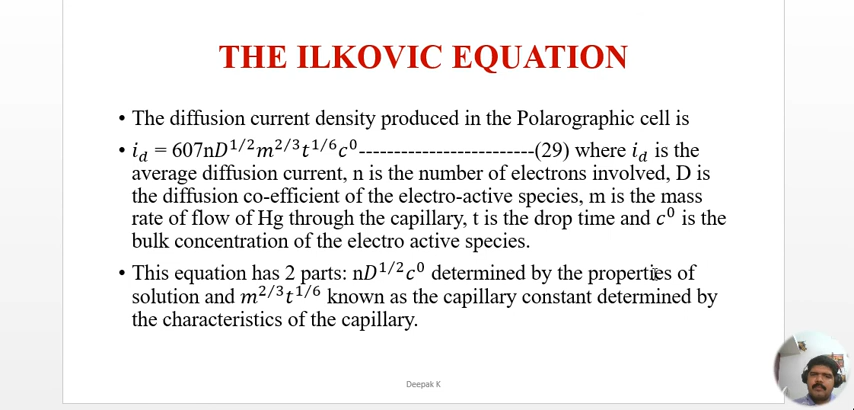 THE ILKOVIC EQUATION
• The diffusion current density produced in the Polarographic cell is
• 𝑖_𝑑 = 607n𝐷^{1/2}𝑚^{2/3}𝑡^{1/6}𝑐^0--------------------------(29) where 𝑖_𝑑 is the
average diffusion current, n is the number of electrons involved, D is
the diffusion co-efficient of the electro-active species, m is the mass
rate of flow of Hg through the capillary, t is the drop time and 𝑐^0 is the
bulk concentration of the electro active species.
• This equation has 2 parts: n𝐷^{1/2}𝑐^0 determined by the properties of
solution and 𝑚^{2/3}𝑡^{1/6} known as the capillary constant determined by
the characteristics of the capillary.
Deepak K